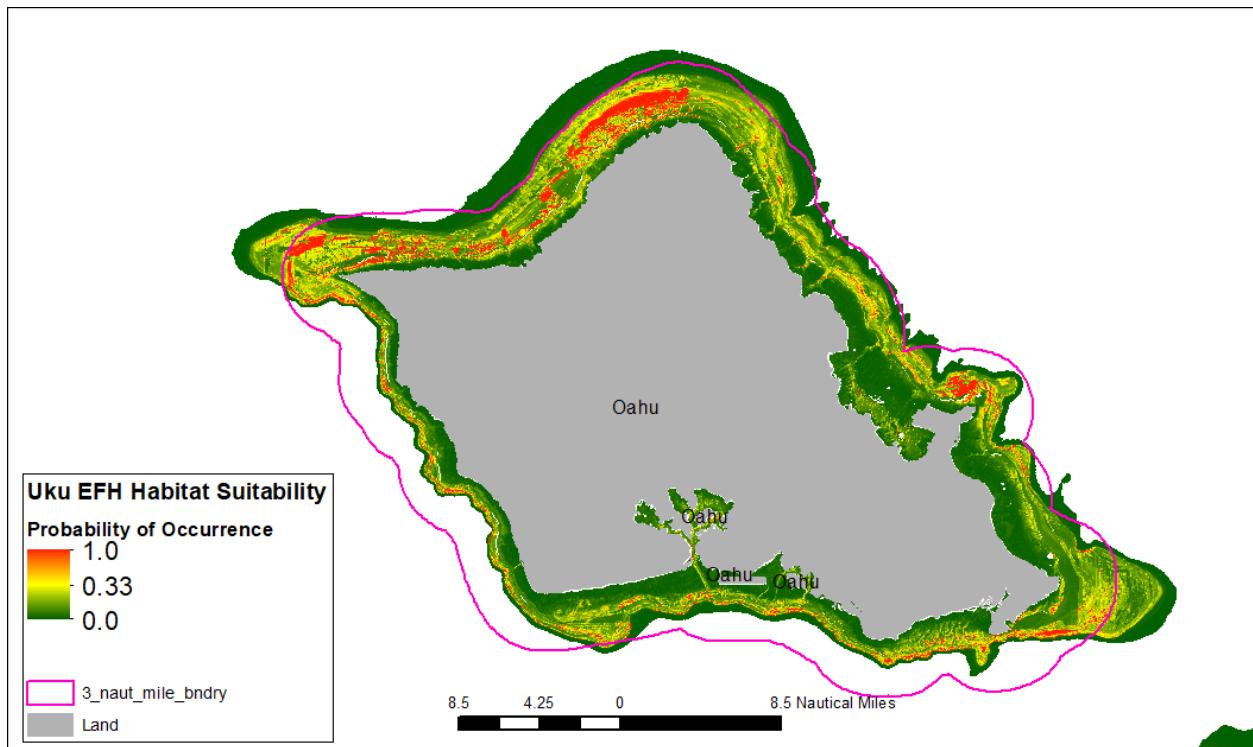 Oahu
Oahu
Oahu
Oahu
Uku EFH Habitat Suitability
Probability of Occurrence
1.0
0.33
0.0
3_naut_mile_bndry
Land
8.5 4.25 0 8.5 Nautical Miles